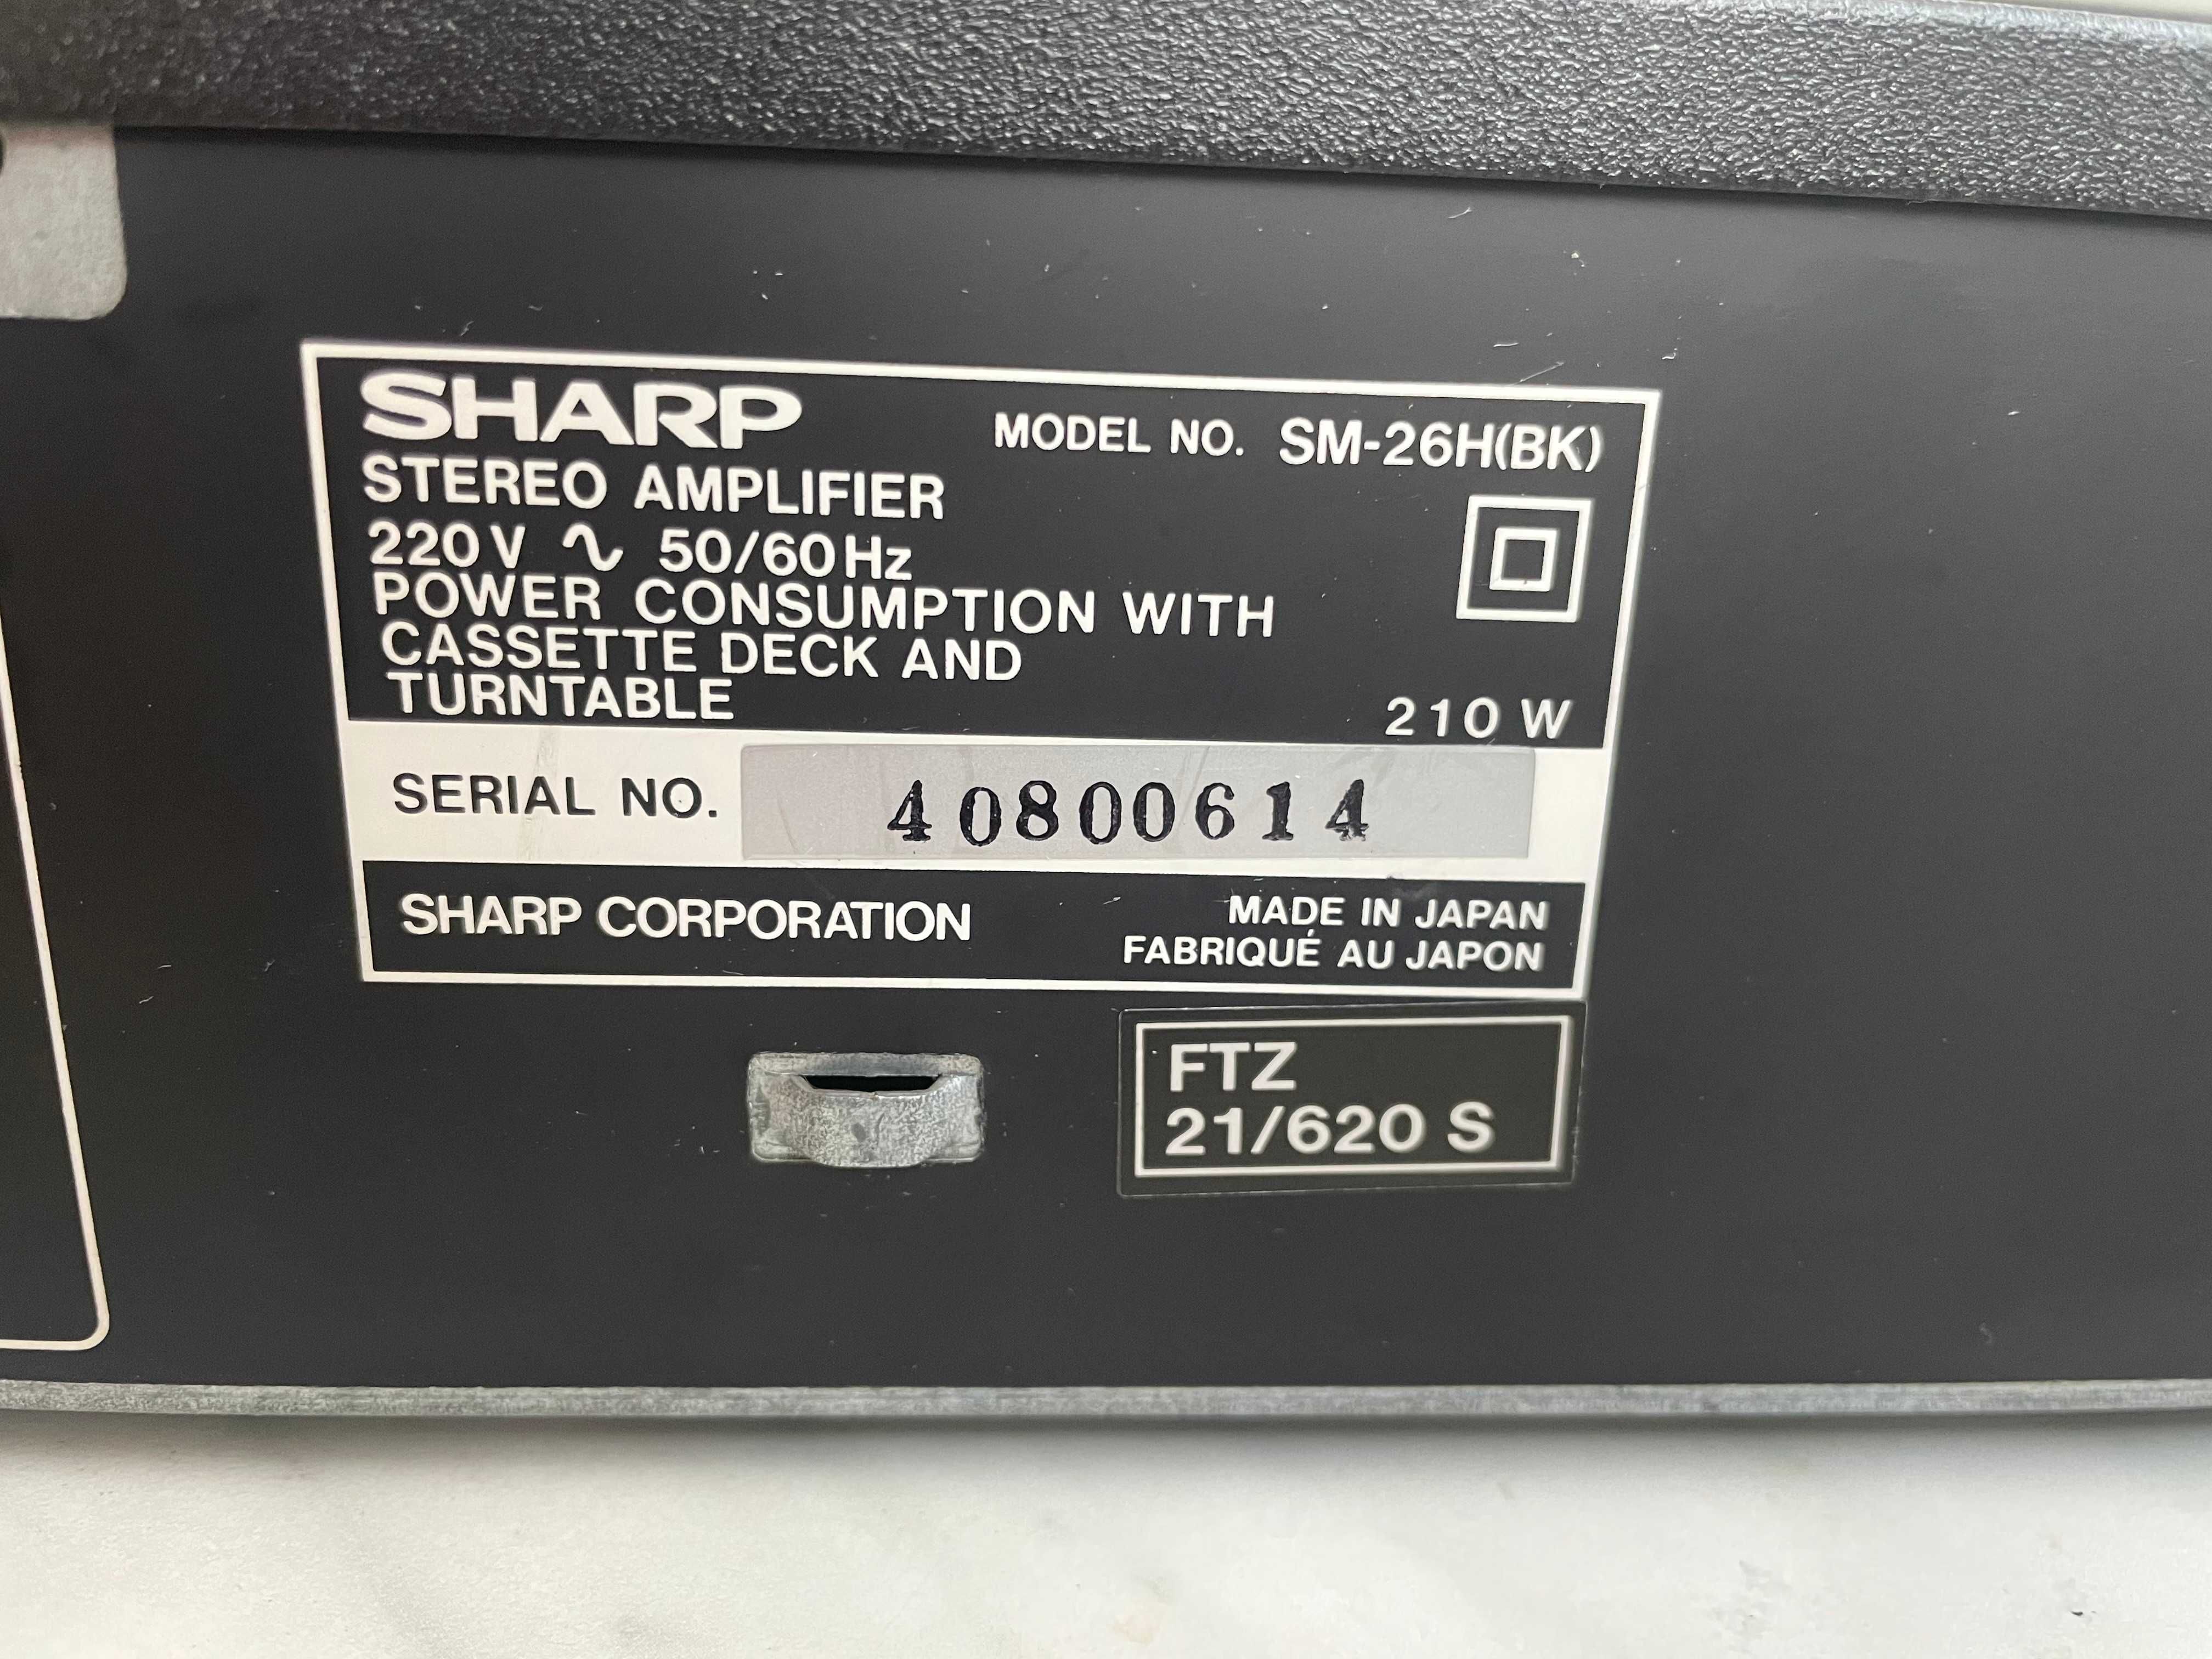 SHARP
MODEL NO. SM-26H(BK)
STEREO AMPLIFIER
220V ∿ 50/60Hz
POWER CONSUMPTION WITH
CASSETTE DECK AND
TURNTABLE
210 W
SERIAL NO. 40800614
SHARP CORPORATION
MADE IN JAPAN
FABRIQUÉ AU JAPON
FTZ
21/620 S